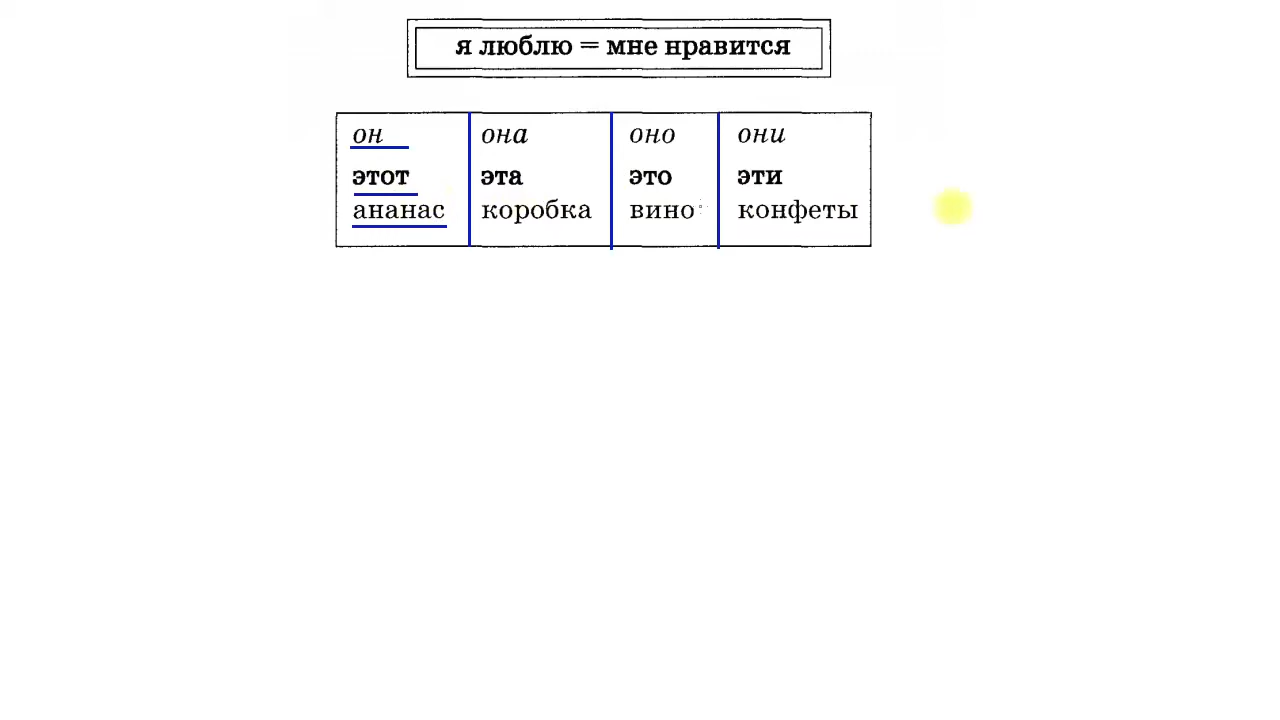 я люблю = мне нравится
он она оно они
этот эта это эти
ананас коробка вино конфеты